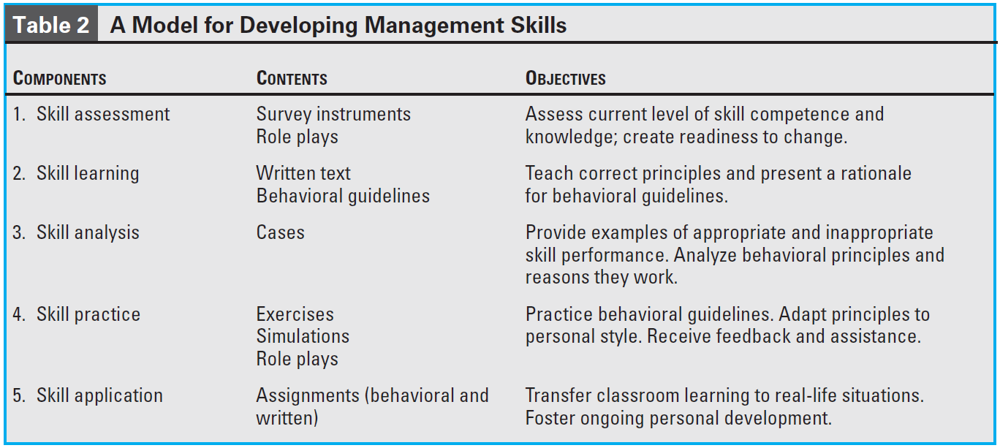 Table 2 A Model for Developing Management Skills
COMPONENTS CONTENTS OBJECTIVES
1. Skill assessment Survey instruments Assess current level of skill competence and
Role plays knowledge; create readiness to change.
2. Skill learning Written text Teach correct principles and present a rationale
Behavioral guidelines for behavioral guidelines.
3. Skill analysis Cases Provide examples of appropriate and inappropriate
skill performance. Analyze behavioral principles and
reasons they work.
4. Skill practice Exercises Practice behavioral guidelines. Adapt principles to
Simulations personal style. Receive feedback and assistance.
Role plays
5. Skill application Assignments (behavioral and Transfer classroom learning to real-life situations.
written) Foster ongoing personal development.